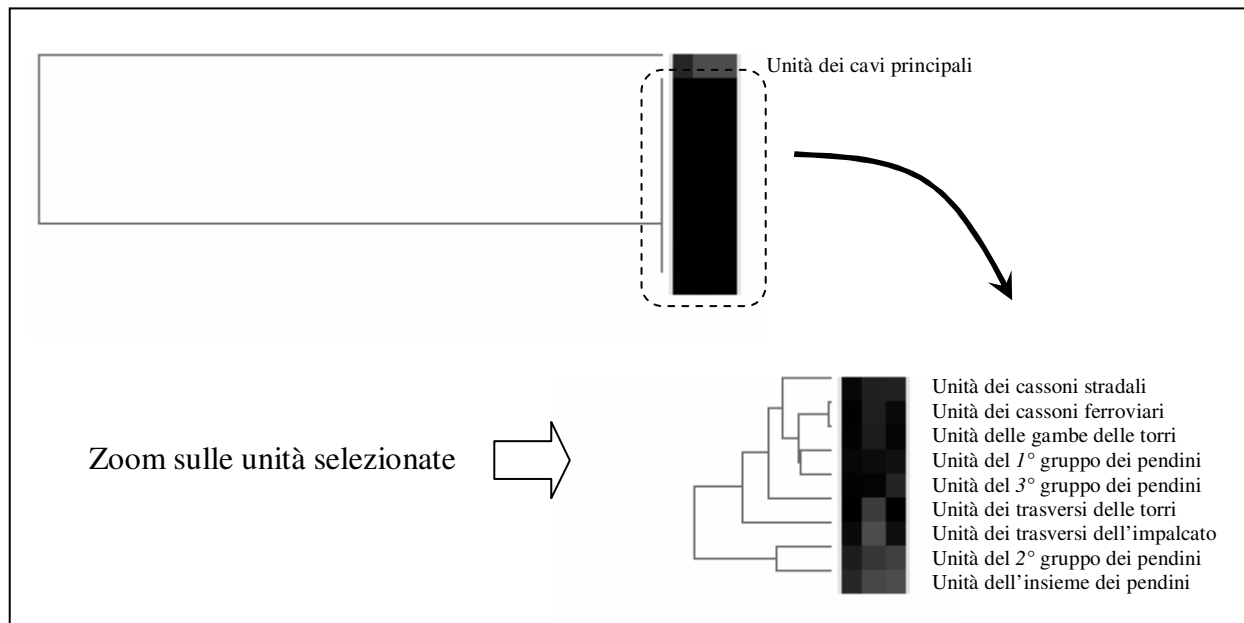 Unità dei cavi principali
Unità dei cassoni stradali
Unità dei cassoni ferroviari
Unità delle gambe delle torri
Zoom sulle unità selezionate
Unità del 1° gruppo dei pendini
Unità del 3° gruppo dei pendini
Unità dei trasversi delle torri
Unità dei trasversi dell’impalcato
Unità del 2° gruppo dei pendini
Unità dell’insieme dei pendini